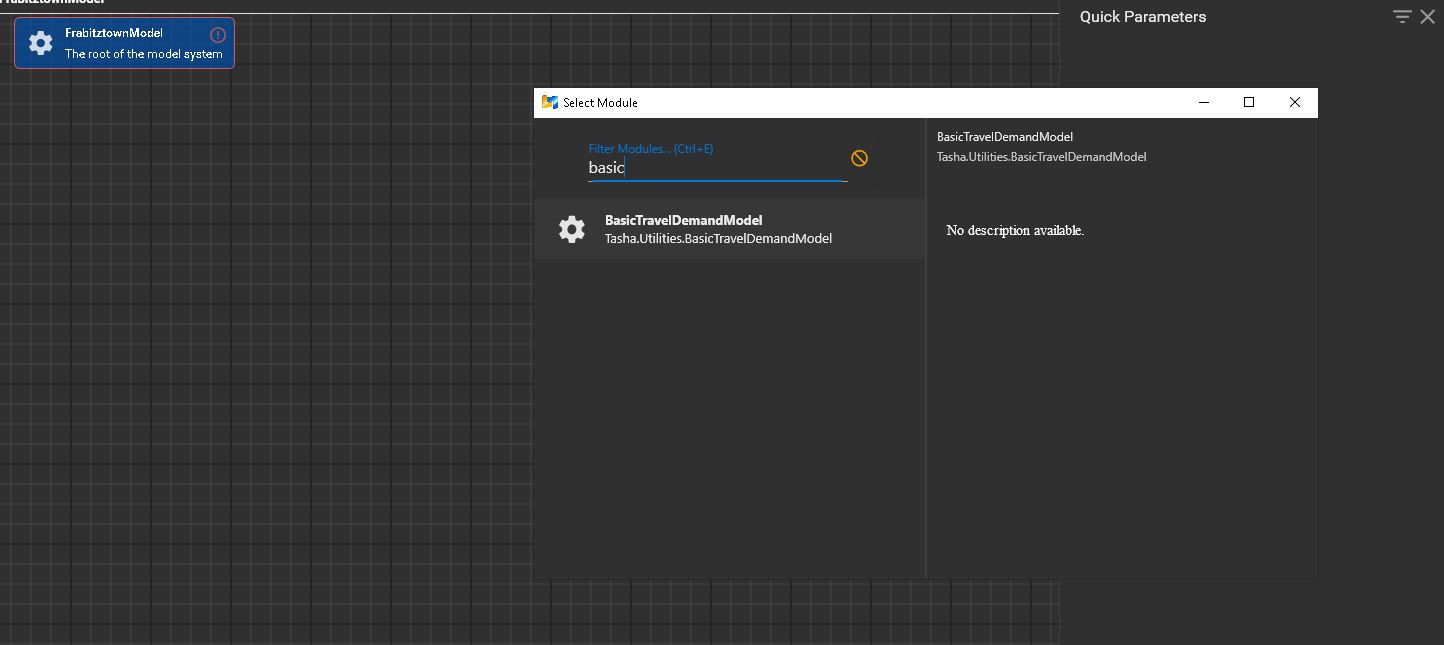 Quick Parameters
FrabitztownModel
The root of the model system
Select Module
Filter Modules... (Ctrl+E)
basic
BasicTravelDemandModel
Tasha.Utilities.BasicTravelDemandModel
BasicTravelDemandModel
Tasha.Utilities.BasicTravelDemandModel
No description available.